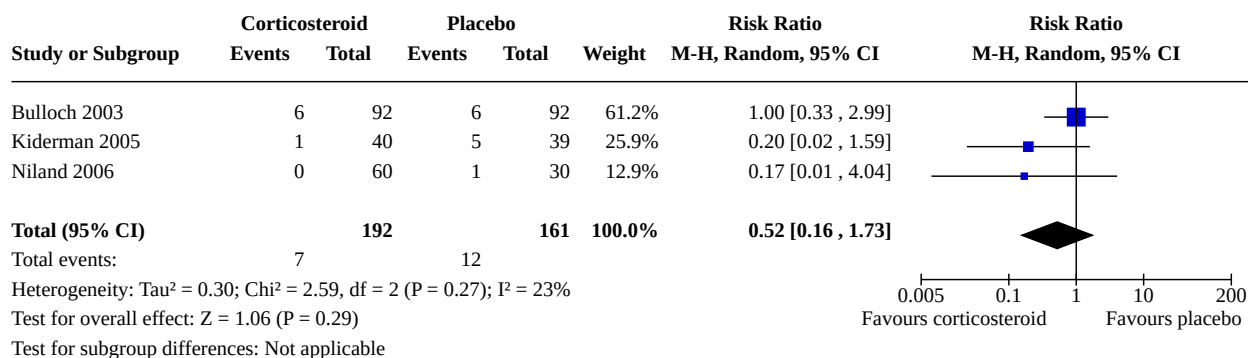 Corticosteroid Placebo Risk Ratio Risk Ratio
Study or Subgroup Events Total Events Total Weight M-H, Random, 95% CI M-H, Random, 95% CI
Bulloch 2003 6 92 6 92 61.2% 1.00 [0.33 , 2.99]
Kiderman 2005 1 40 5 39 25.9% 0.20 [0.02 , 1.59]
Niland 2006 0 60 1 30 12.9% 0.17 [0.01 , 4.04]
Total (95% CI) 192 161 100.0% 0.52 [0.16 , 1.73]
Total events: 7 12
Heterogeneity: Tau² = 0.30; Chi² = 2.59, df = 2 (P = 0.27); I² = 23%
Test for overall effect: Z = 1.06 (P = 0.29)
Test for subgroup differences: Not applicable
0.005 0.1 1 10 200
Favours corticosteroid Favours placebo